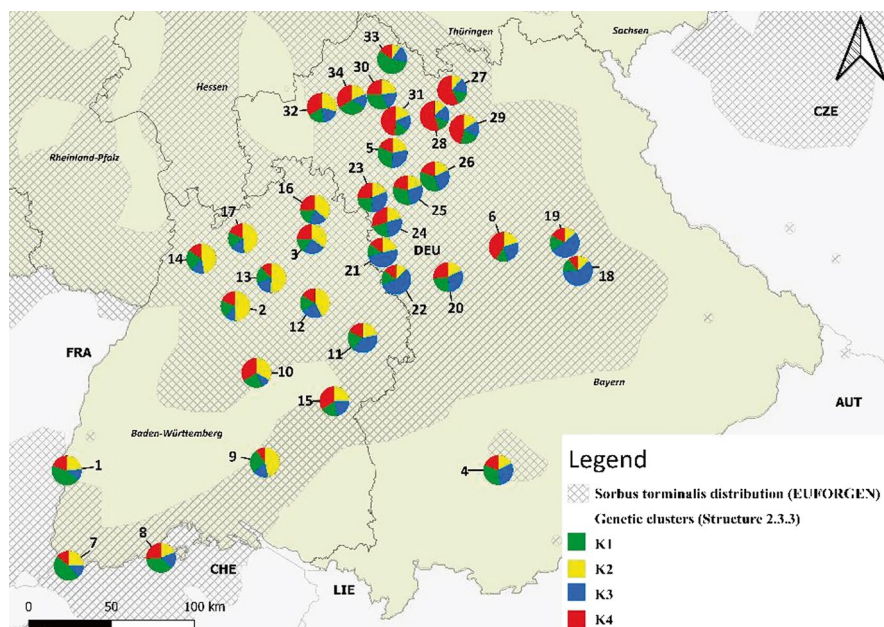 Thüringen
Sachsen
33
30
34
27
Hessen
32
31
28
29
CZE
5
Rheinland-Pfalz
26
23
16
25
17
24
6
19
3
DEU
14
21
18
13
22
20
2
12
FRA
11
10
Bayern
15
AUT
Baden-Württemberg
9
1
4
Legend
Sorbus torminalis distribution (EUFORGEN)
Genetic clusters (Structure 2.3.3)
7
8
K1
CHE
K2
LIE
K3
0 50 100 km
K4